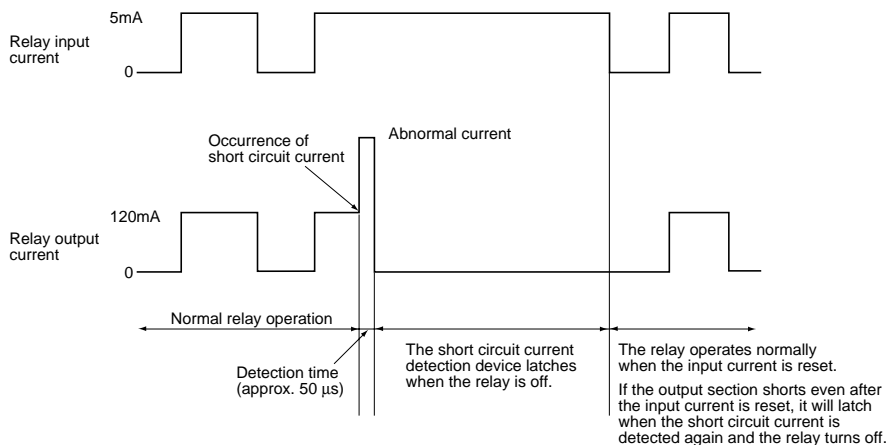 5mA
Relay input
current
0
Occurrence of
short circuit current
Abnormal current
120mA
Relay output
current
0
Normal relay operation
Detection time
(approx. 50 µs)
The short circuit current
detection device latches
when the relay is off.
The relay operates normally
when the input current is reset.
If the output section shorts even after
the input current is reset, it will latch
when the short circuit current is
detected again and the relay turns off.